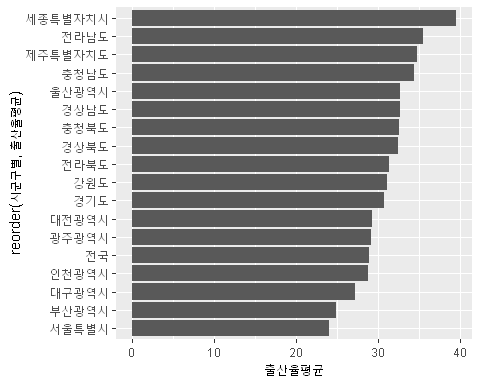 세종특별자치시
전라남도
제주특별자치도
충청남도
울산광역시
경상남도
충청북도
경상북도
전라북도
강원도
경기도
대전광역시
광주광역시
전국
인천광역시
대구광역시
부산광역시
서울특별시
reorder(시군구별, 출산율평균)
0 10 20 30 40
출산율평균